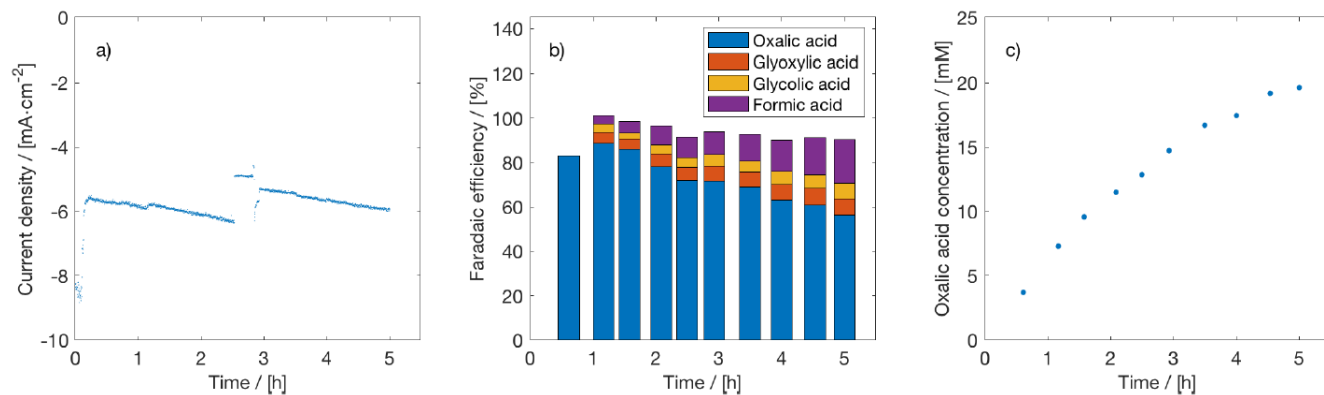 a)
Current density / [mA·cm-2]
0
-2
-4
-6
-8
-10
0 1 2 3 4 5
Time / [h]
b)
Faradaic efficiency / [%]
140
120
100
80
60
40
20
0
0 1 2 3 4 5
Time / [h]
Oxalic acid
Glyoxylic acid
Glycolic acid
Formic acid
c)
Oxalic acid concentration / [mM]
25
20
15
10
5
0
0 1 2 3 4 5
Time / [h]